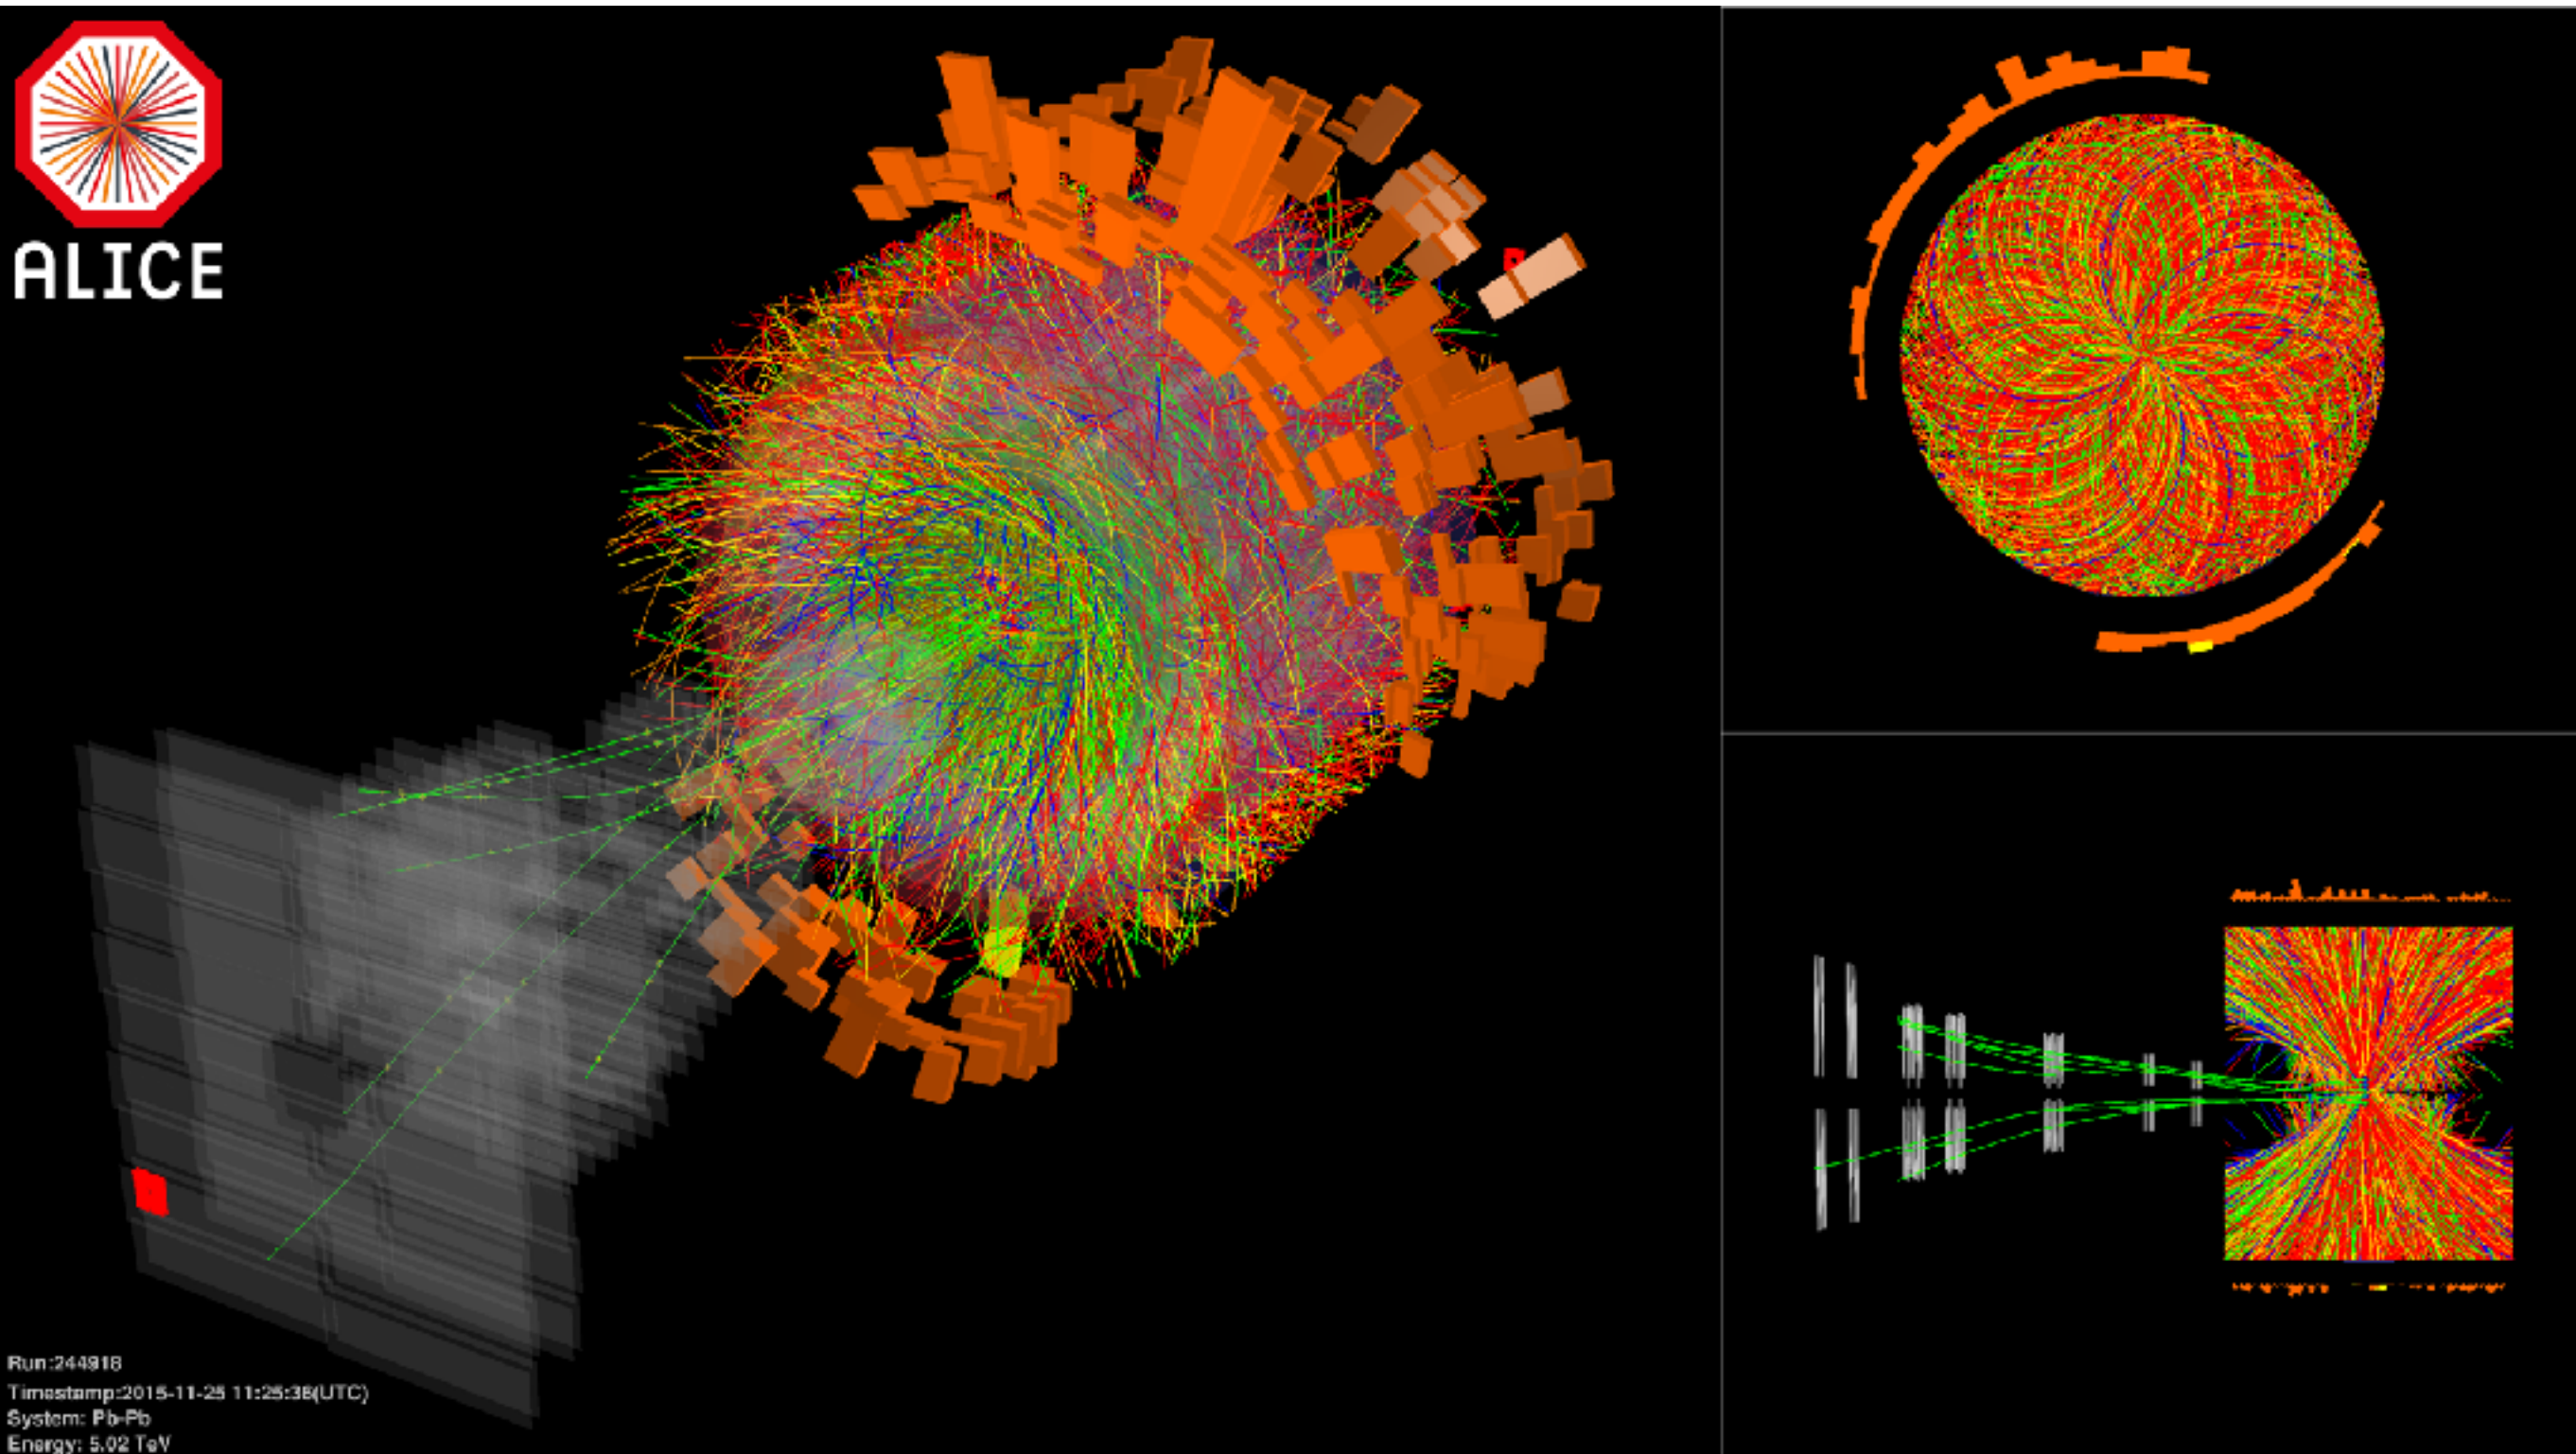 ALICE
Run:244918
Timestamp:2015-11-25 11:25:36(UTC)
System: Pb-Pb
Energy: 5.02 TeV